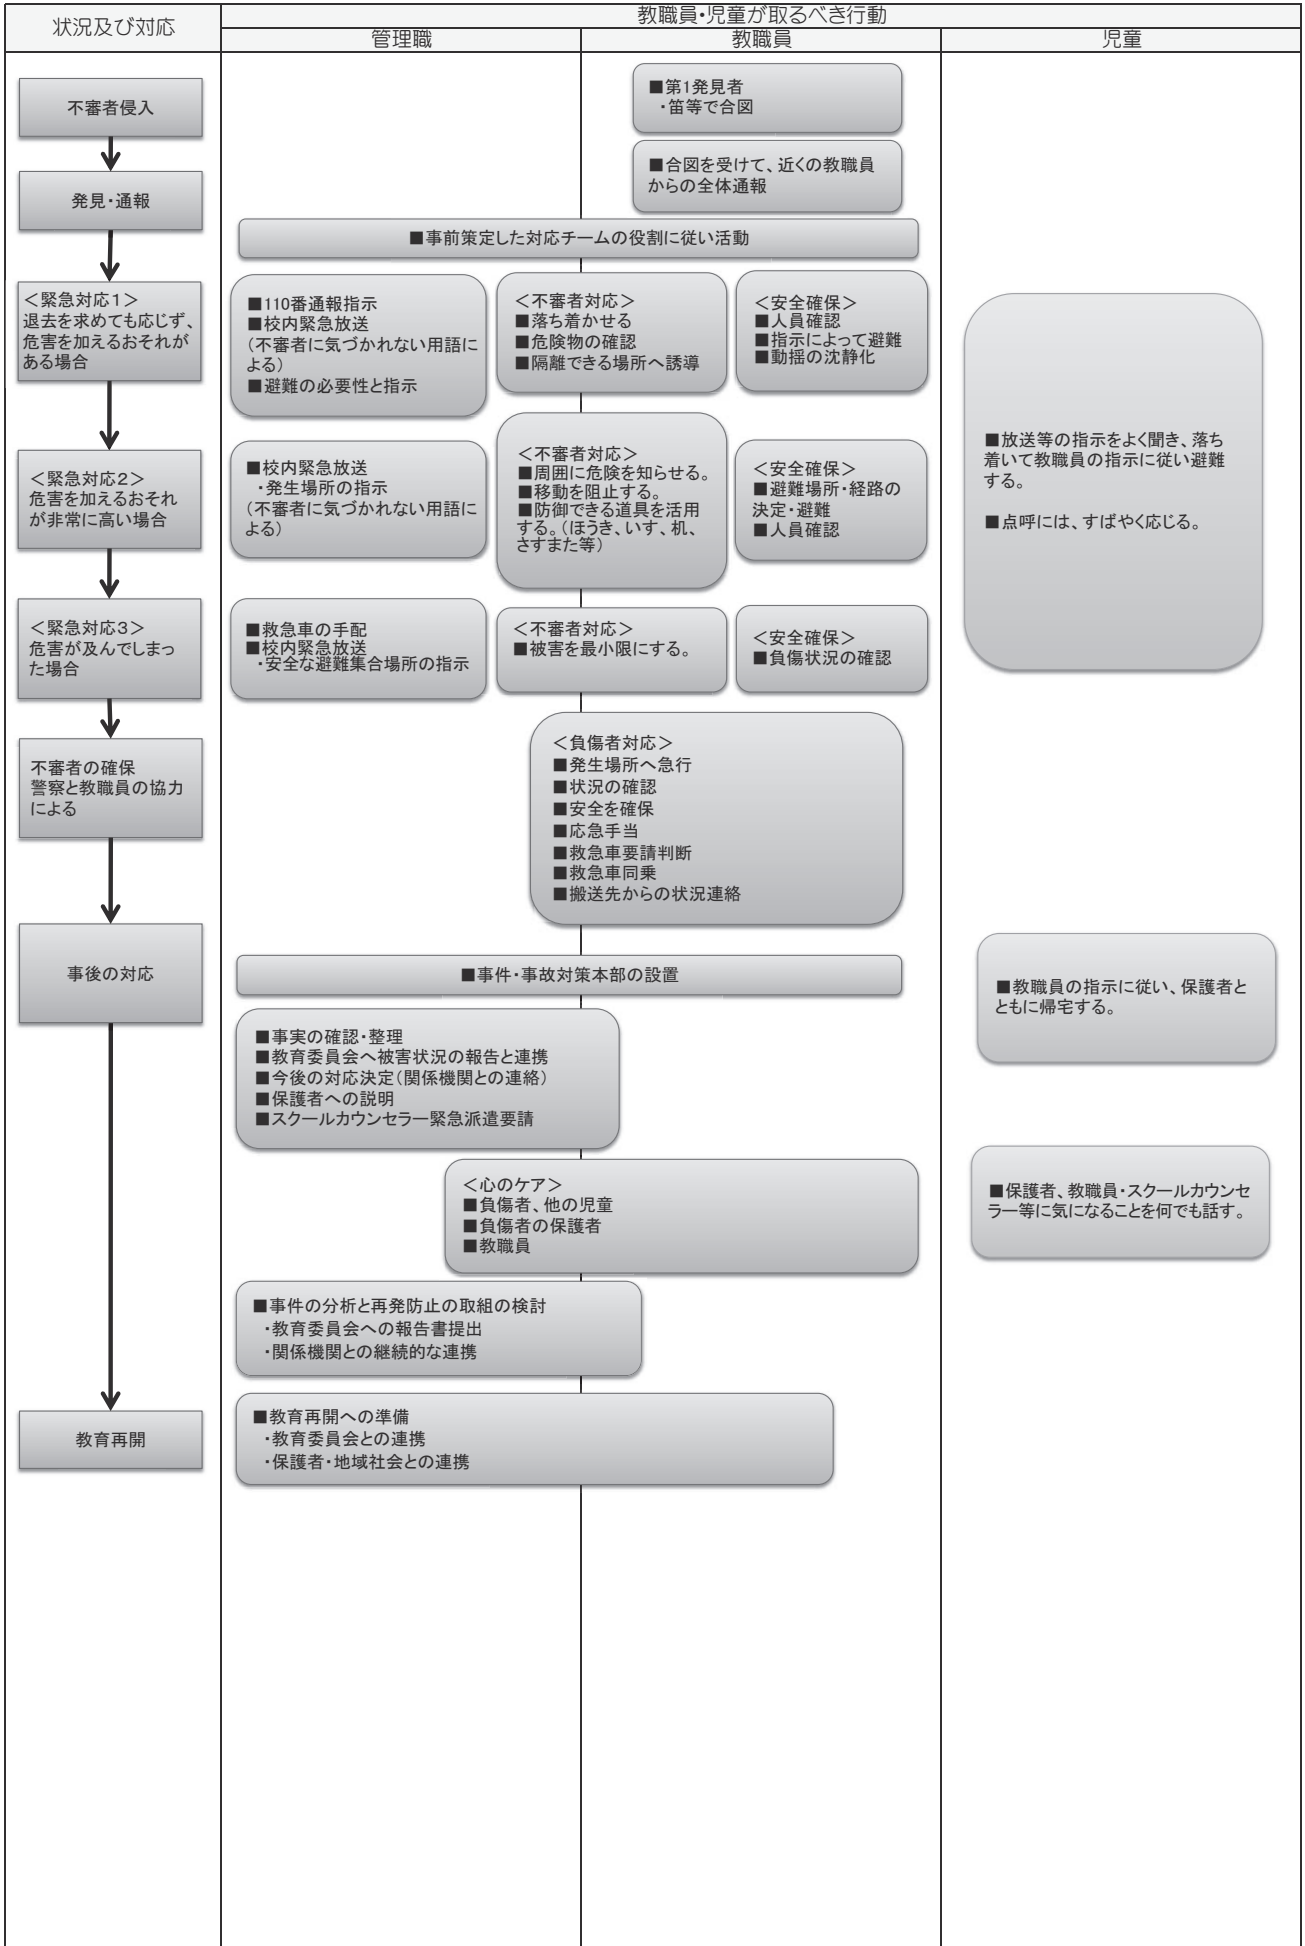 状況及び対応
教職員・児童が取るべき行動
管理職
教職員
児童
不審者侵入
■第1発見者
・笛等で合図
発見・通報
■合図を受けて、近くの教職員
からの全体通報
■事前策定した対応チームの役割に従い活動
＜緊急対応１＞
退去を求めても応じず、
危害を加えるおそれが
ある場合
■110番通報指示
■校内緊急放送
（不審者に気づかれない用語に
よる）
■避難の必要性と指示
＜不審者対応＞
■落ち着かせる
■危険物の確認
■隔離できる場所へ誘導
＜安全確保＞
■人員確認
■指示によって避難
■動揺の沈静化
■放送等の指示をよく聞き、落ち
着いて教職員の指示に従い避難
する。
■点呼には、すばやく応じる。
＜緊急対応２＞
危害を加えるおそれ
が非常に高い場合
■校内緊急放送
・発生場所の指示
（不審者に気づかれない用語に
よる）
＜不審者対応＞
■周囲に危険を知らせる。
■移動を阻止する。
■防御できる道具を活用
する。（ほうき、いす、机、
さすまた等）
＜安全確保＞
■避難場所・経路の
決定・避難
■人員確認
＜緊急対応３＞
危害が及んでしまっ
た場合
■救急車の手配
■校内緊急放送
・安全な避難集合場所の指示
＜不審者対応＞
■被害を最小限にする。
＜安全確保＞
■負傷状況の確認
不審者の確保
警察と教職員の協力
による
＜負傷者対応＞
■発生場所へ急行
■状況の確認
■安全を確保
■応急手当
■救急車要請判断
■救急車同乗
■搬送先からの状況連絡
事後の対応
■事件・事故対策本部の設置
■教職員の指示に従い、保護者と
ともに帰宅する。
■事実の確認・整理
■教育委員会へ被害状況の報告と連携
■今後の対応決定（関係機関との連絡）
■保護者への説明
■スクールカウンセラー緊急派遣要請
＜心のケア＞
■負傷者、他の児童
■負傷者の保護者
■教職員
■保護者、教職員・スクールカウンセ
ラー等に気になることを何でも話す。
■事件の分析と再発防止の取組の検討
・教育委員会への報告書提出
・関係機関との継続的な連携
教育再開
■教育再開への準備
・教育委員会との連携
・保護者・地域社会との連携